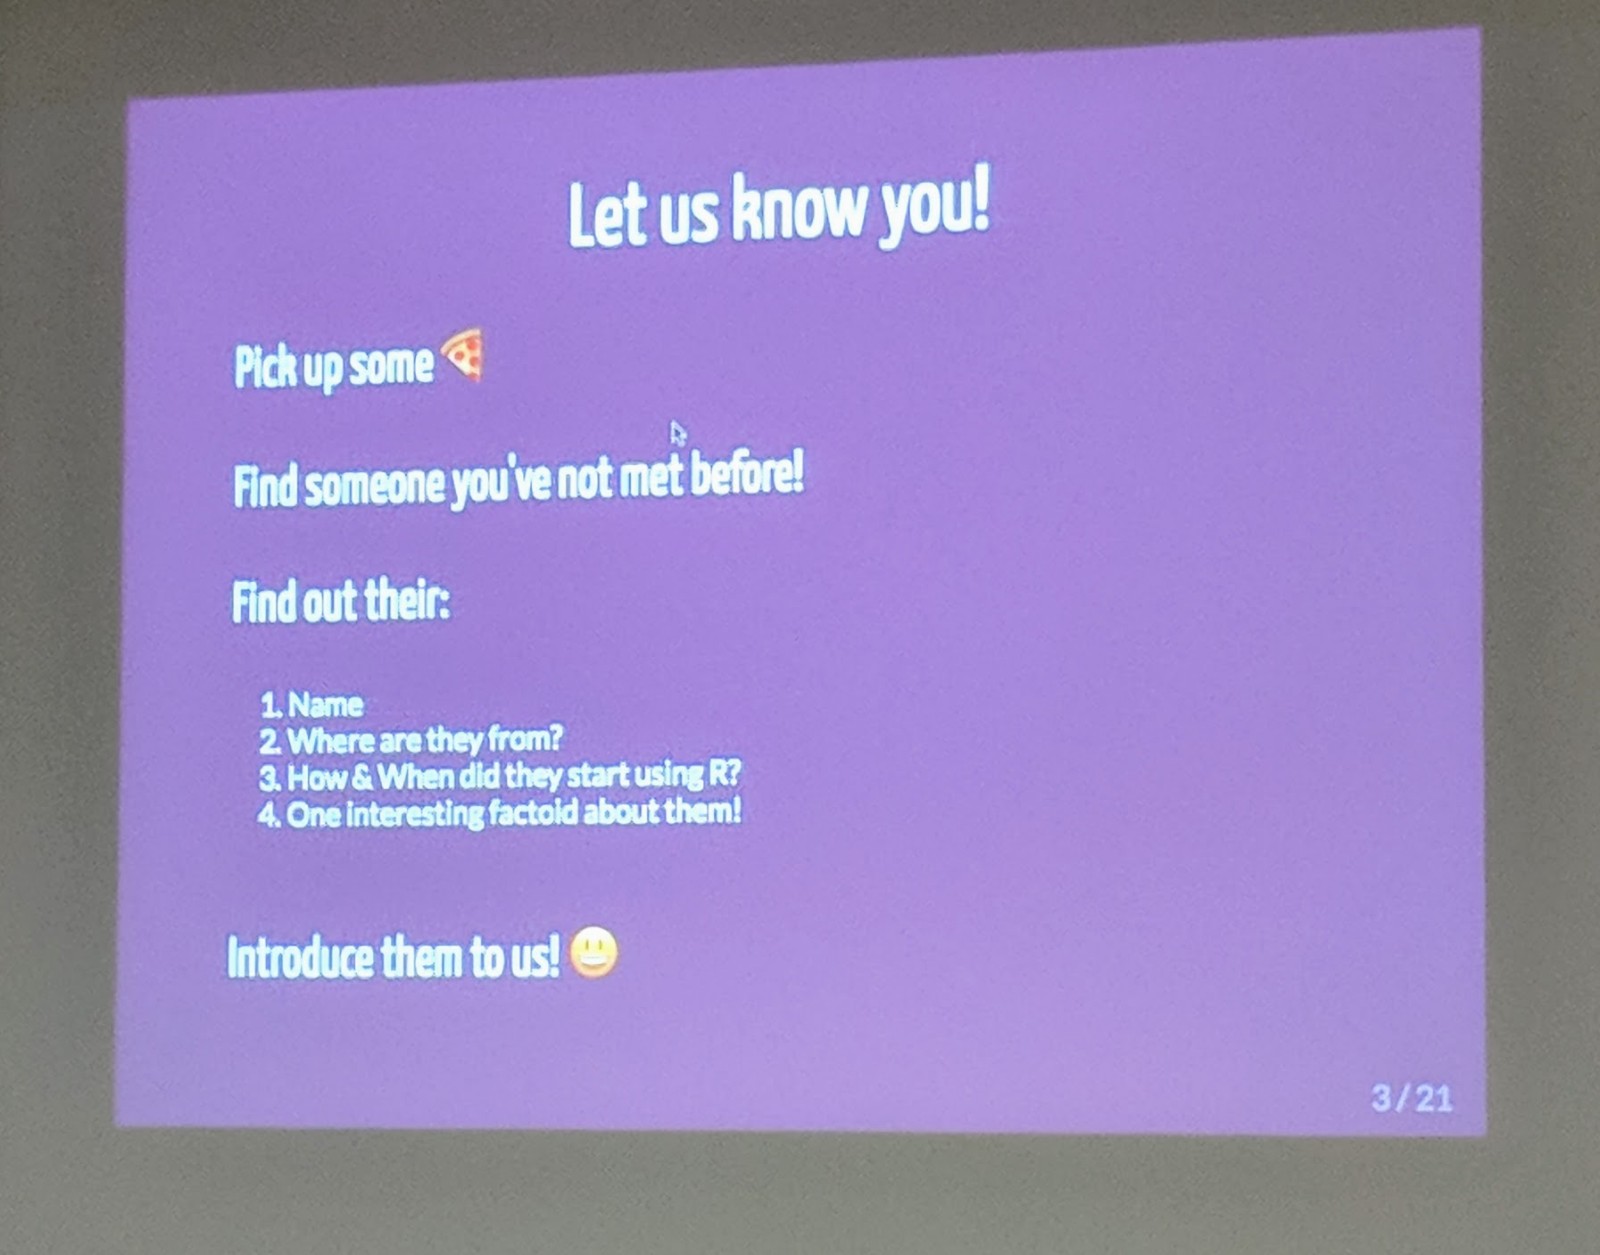 Let us know you!
Pick up some 🍕
Find someone you've not met before!
Find out their:
1. Name
2. Where are they from?
3. How & When did they start using R?
4. One interesting factoid about them!
Introduce them to us! 😃
3 / 21